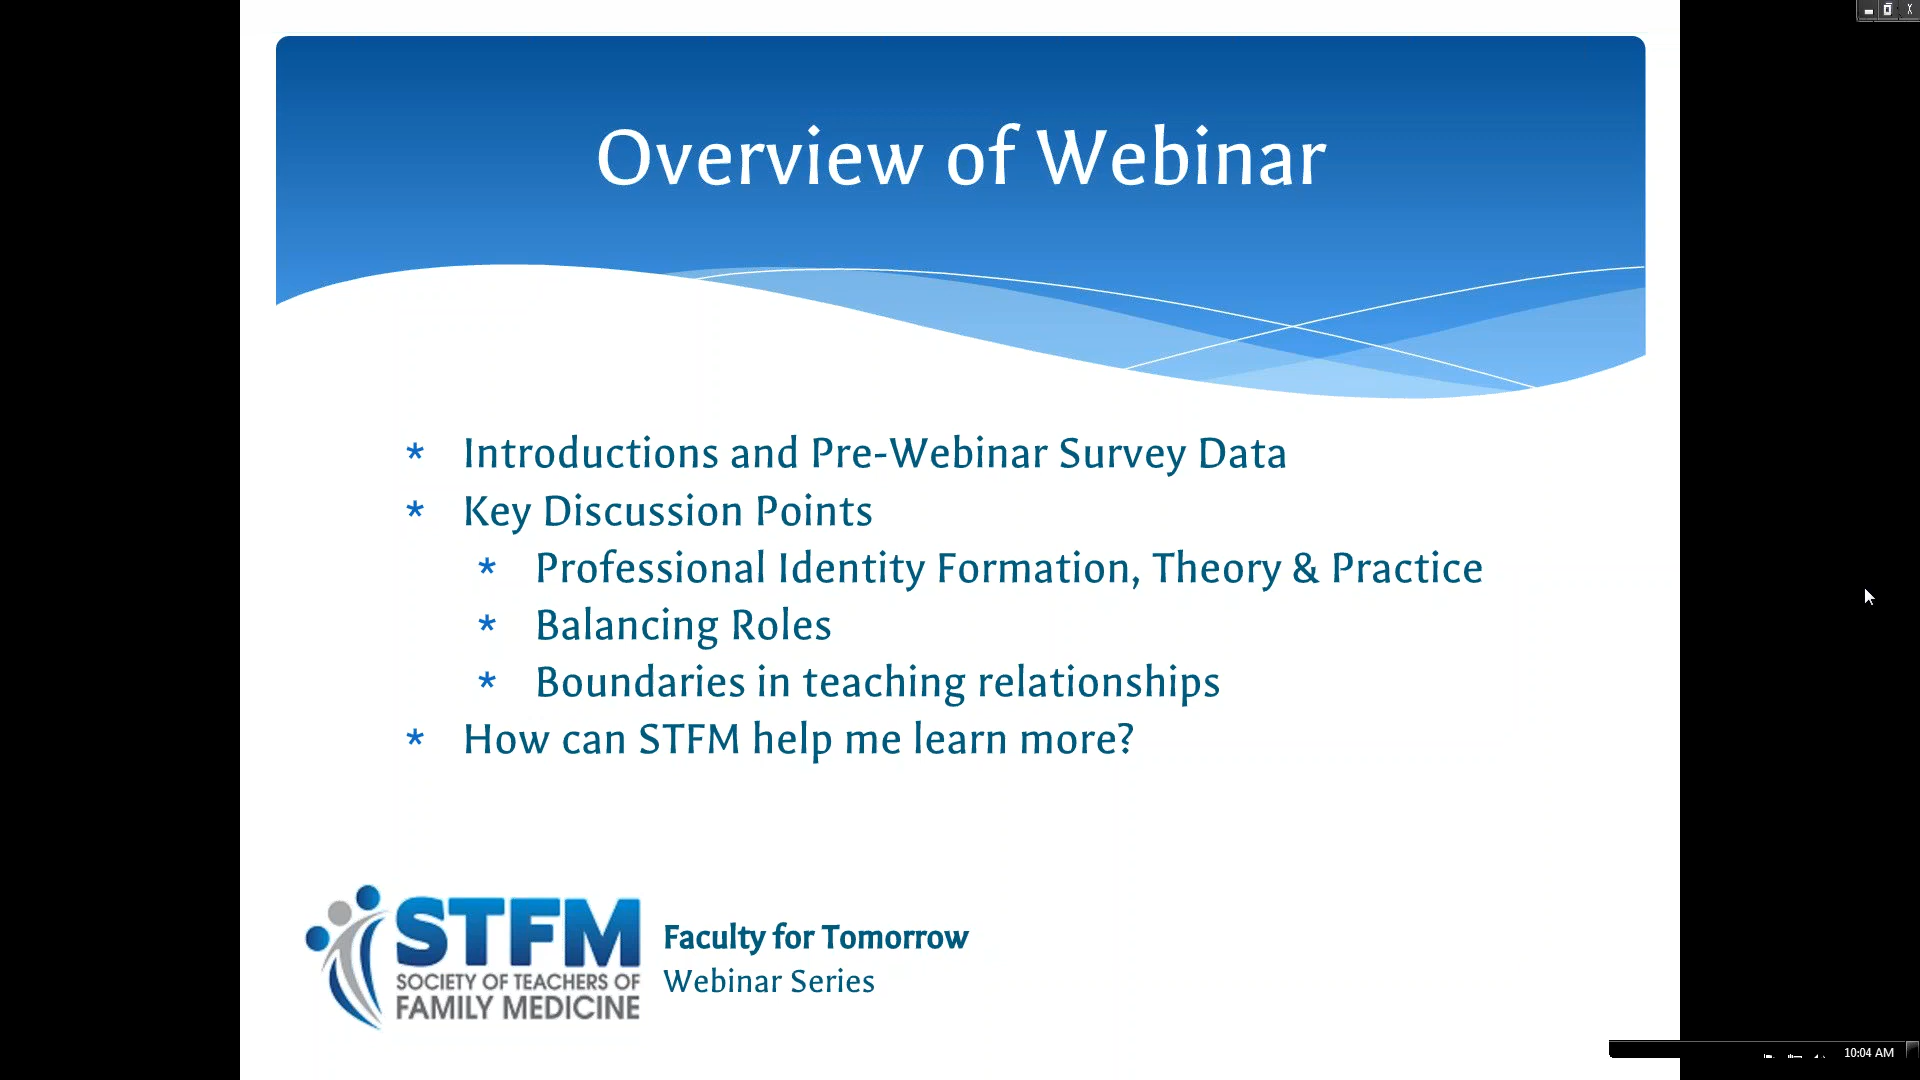 Overview of Webinar
* Introductions and Pre-Webinar Survey Data
* Key Discussion Points
* Professional Identity Formation, Theory & Practice
* Balancing Roles
* Boundaries in teaching relationships
* How can STFM help me learn more?
STFM
SOCIETY OF TEACHERS OF
FAMILY MEDICINE
Faculty for Tomorrow
Webinar Series
10:04 AM